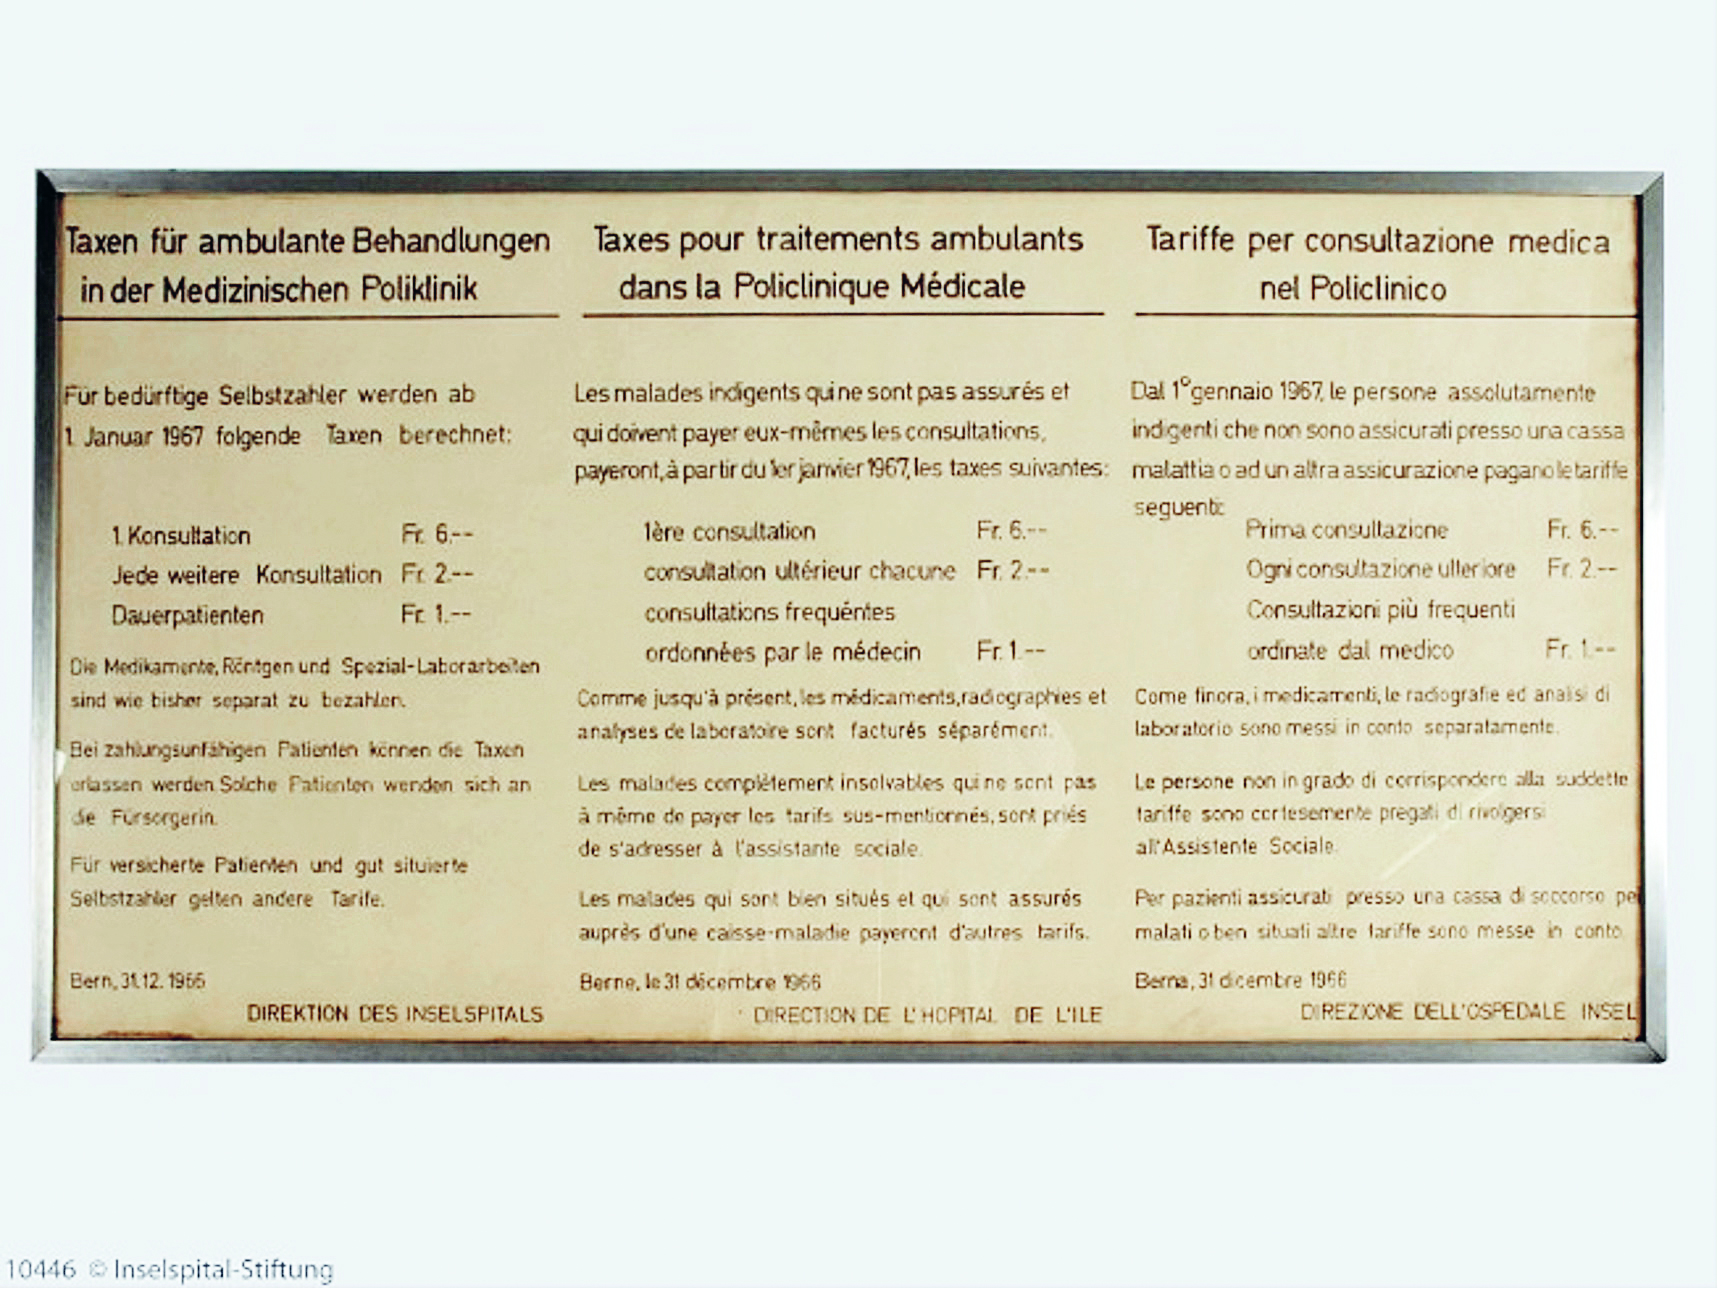 Taxen für ambulante Behandlungen
in der Medizinischen Poliklinik
Für bedürftige Selbstzahler werden ab
1. Januar 1967 folgende Taxen berechnet:
1. Konsultation Fr. 6.--
Jede weitere Konsultation Fr. 2.--
Dauerpatienten Fr. 1.--
Die Medikamente, Röntgen und Spezial-Laborarbeiten
sind wie bisher separat zu bezahlen.
Bei zahlungsunfähigen Patienten können die Taxen
erlassen werden. Solche Patienten wenden sich an
die Fürsorgerin.
Für versicherte Patienten und gut situierte
Selbstzahler gelten andere Tarife.
Bern, 31.12.1966
DIREKTION DES INSELSPITALS
Taxes pour traitements ambulants
dans la Policlinique Médicale
Les malades indigents qui ne sont pas assurés et
qui doivent payer eux-mêmes les consultations,
payeront, à partir du 1er janvier 1967, les taxes suivantes:
1ère consultation Fr. 6.--
consultation ultérieur chacune Fr. 2.--
consultations frequéntes
ordonnées par le médecin Fr. 1.--
Comme jusqu'à présent, les médicaments, radiographies et
analyses de laboratoire sont facturés séparément.
Les malades complètement insolvables qui ne sont pas
à même de payer les tarifs sus-mentionnés, sont priés
de s'adresser à l'assistante sociale.
Les malades qui sont bien situés et qui sont assurés
auprès d'une caisse-maladie payeront d'autres tarifs.
Berne, le 31 décembre 1966
DIRECTION DE L'HOPITAL DE L'ILE
Tariffe per consultazione medica
nel Policlinico
Dal 1° gennaio 1967, le persone assolutamente
indigenti che non sono assicurati presso una cassa
malattia o ad un altra assicurazione pagano le tariffe
seguenti:
Prima consultazione Fr. 6.--
Ogni consultazione ulteriore Fr. 2.--
Consultazioni più frequenti
ordinate dal medico Fr. 1.--
Come finora, i medicamenti, le radiografie ed analisi di
laboratorio sono messi in conto separatamente.
Le persone non in grado di corrispondere alla suddette
tariffe sono cortesemente pregati di rivolgersi
all'Assistente Sociale.
Per pazienti assicurati presso una cassa di soccorso pei
malati o ben situati altre tariffe sono messe in conto.
Berna, 31 dicembre 1966
DIREZIONE DELL'OSPEDALE INSEL
10446 © Inselspital-Stiftung